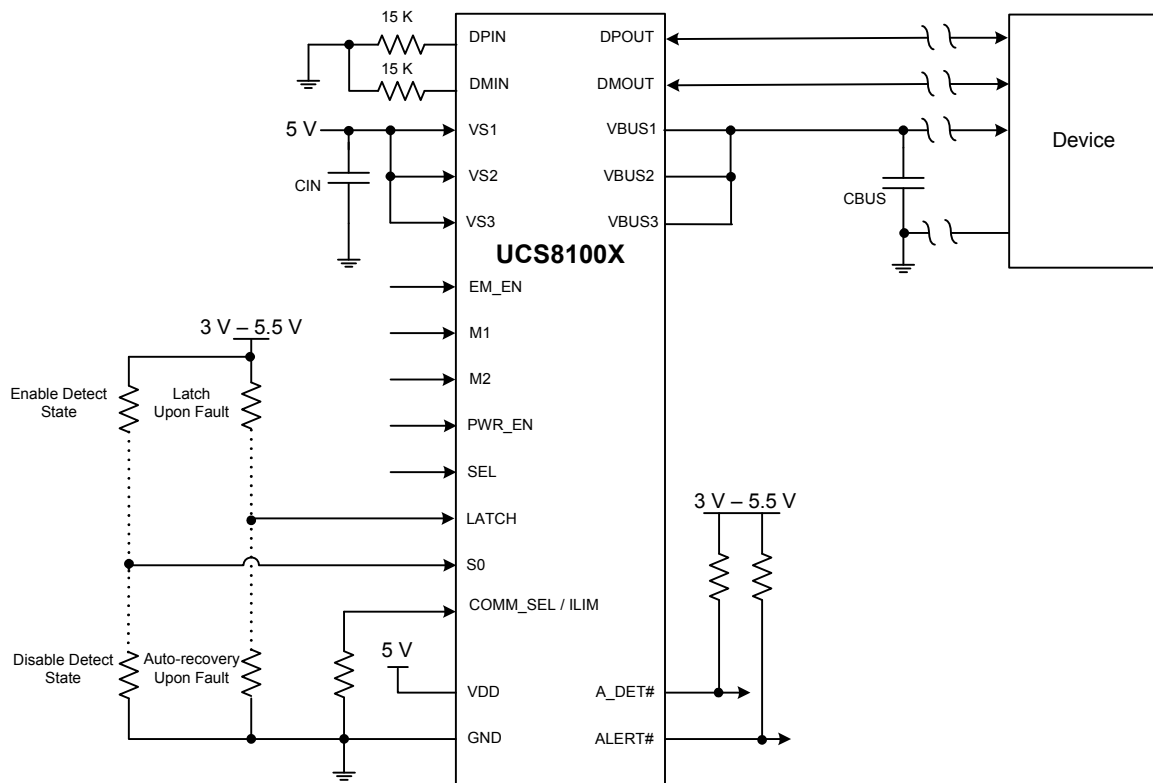 15 K
DPIN
DPOUT
15 K
DMIN
DMOUT
5 V
VS1
VBUS1
Device
CIN
VS2
VBUS2
CBUS
VS3
VBUS3
UCS8100X
EM_EN
3 V – 5.5 V
M1
Enable Detect
State
Latch
Upon Fault
M2
PWR_EN
SEL
3 V – 5.5 V
LATCH
S0
COMM_SEL / ILIM
Disable Detect
State
Auto-recovery
Upon Fault
5 V
VDD
A_DET#
GND
ALERT#